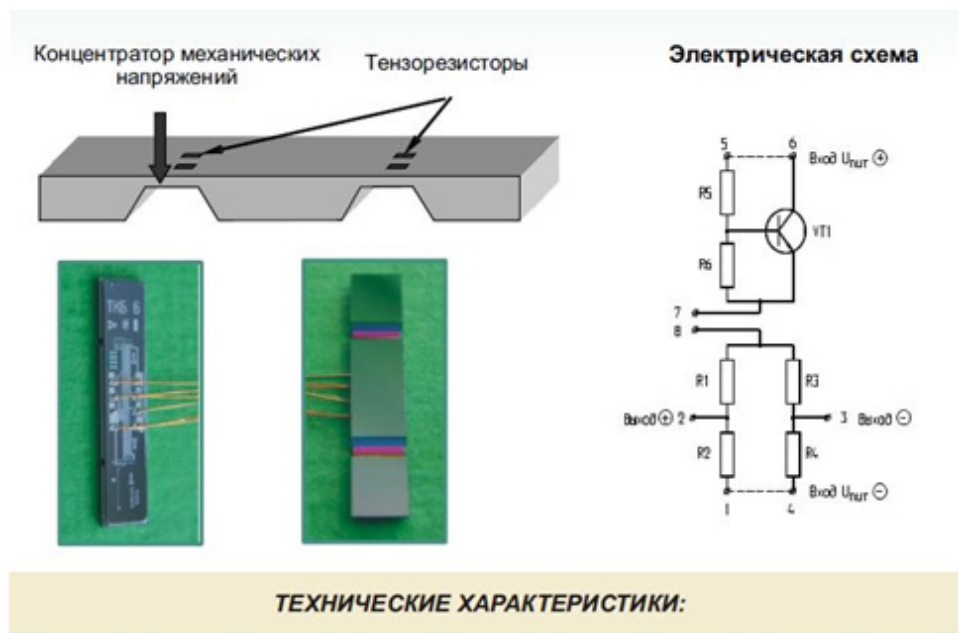 Концентратор механических
напряжений
Тензорезисторы
Электрическая схема
5
6
Вход Uпит ⊕
R5
VT1
R6
7
8
R1
R3
Выход ⊕ 2
3 Выход ⊖
R2
R4
Вход Uпит ⊖
1
4
ТЕХНИЧЕСКИЕ ХАРАКТЕРИСТИКИ: